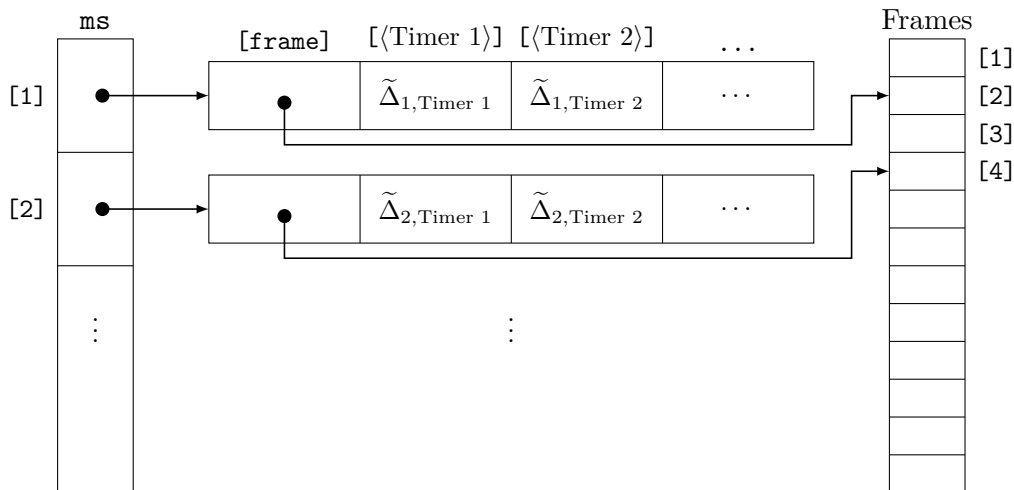 ms Frames
[frame] [⟨Timer 1⟩] [⟨Timer 2⟩] ...
[1] Δ̃1,Timer 1 Δ̃1,Timer 2 ⋯ [1]
[2]
[3]
[4]
[2] Δ̃2,Timer 1 Δ̃2,Timer 2 ⋯
⋮ ⋮